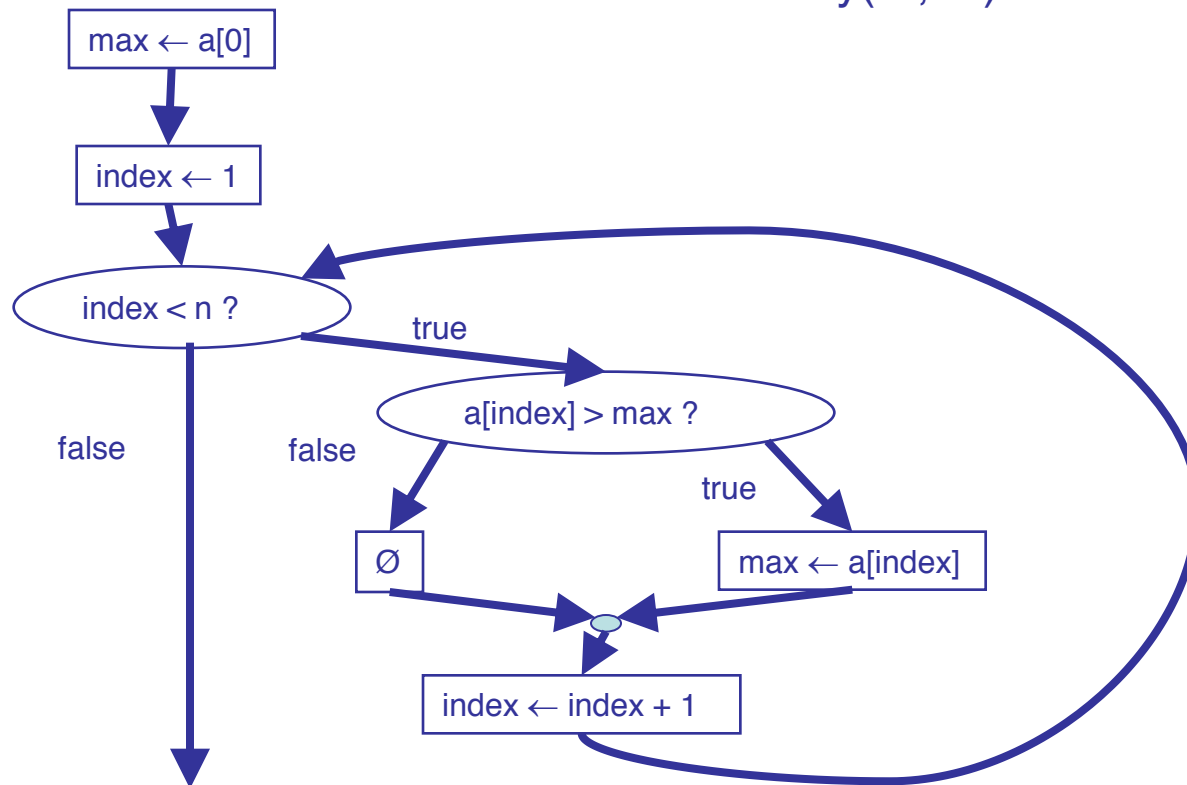 max ← a[0]
index ← 1
index < n ?
true
a[index] > max ?
false
false
true
Ø
max ← a[index]
index ← index + 1